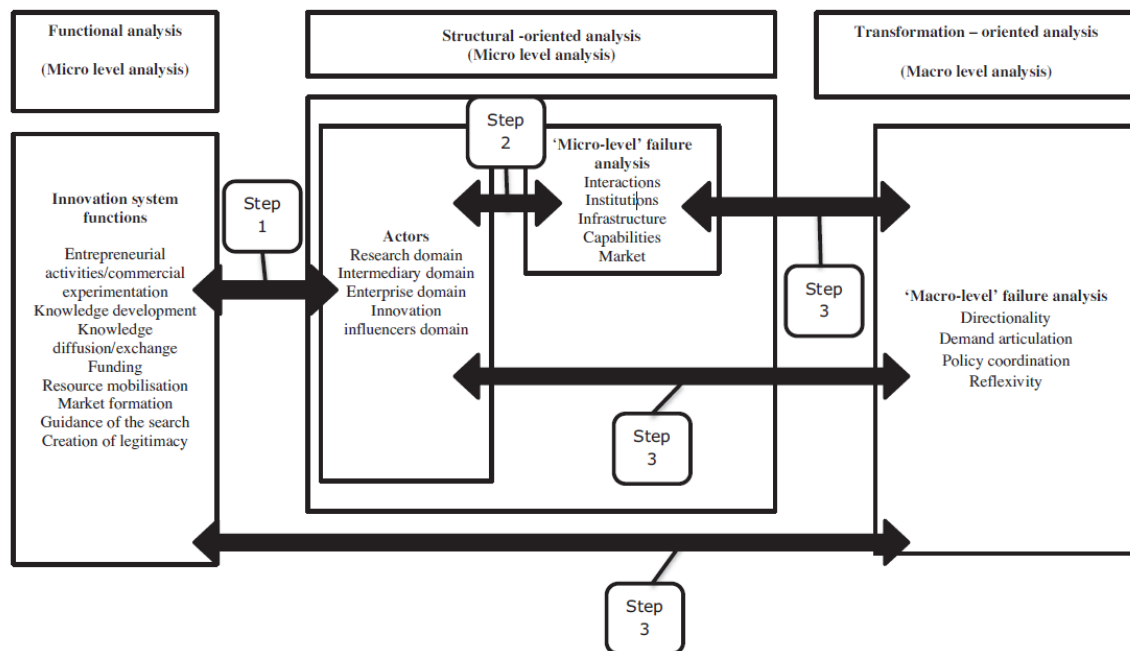 Functional analysis
(Micro level analysis)
Structural -oriented analysis
(Micro level analysis)
Transformation – oriented analysis
(Macro level analysis)
Innovation system
functions
Entrepreneurial
activities/commercial
experimentation
Knowledge development
Knowledge
diffusion/exchange
Funding
Resource mobilisation
Market formation
Guidance of the search
Creation of legitimacy
Step
1
Actors
Research domain
Intermediary domain
Enterprise domain
Innovation
influencers domain
Step
2
‘Micro-level’ failure
analysis
Interactions
Institutions
Infrastructure
Capabilities
Market
Step
3
Step
3
Step
3
‘Macro-level’ failure analysis
Directionality
Demand articulation
Policy coordination
Reflexivity